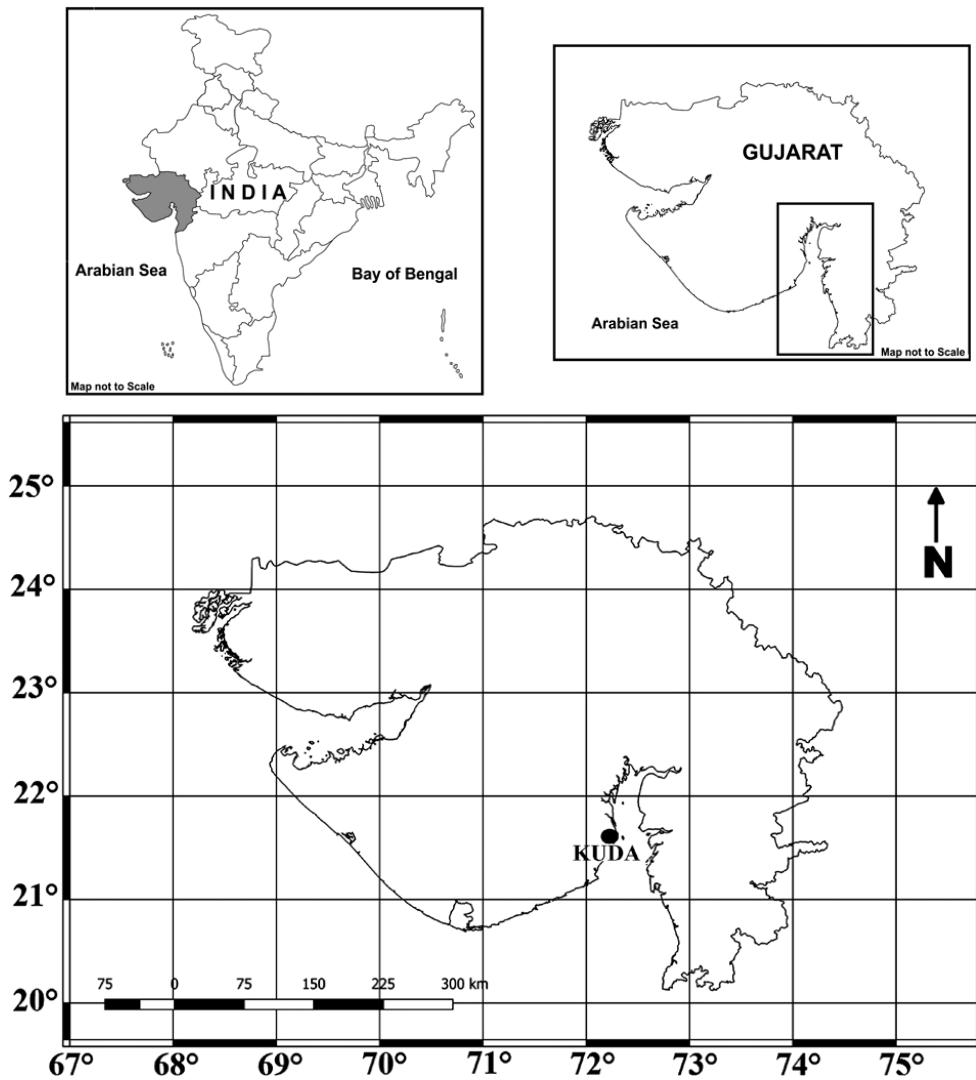 I N D I A
Arabian Sea
Bay of Bengal
Map not to Scale
GUJARAT
Arabian Sea
Map not to Scale
25°
24°
23°
22°
21°
20°
N
KUDA
75 0 75 150 225 300 km
67° 68° 69° 70° 71° 72° 73° 74° 75°